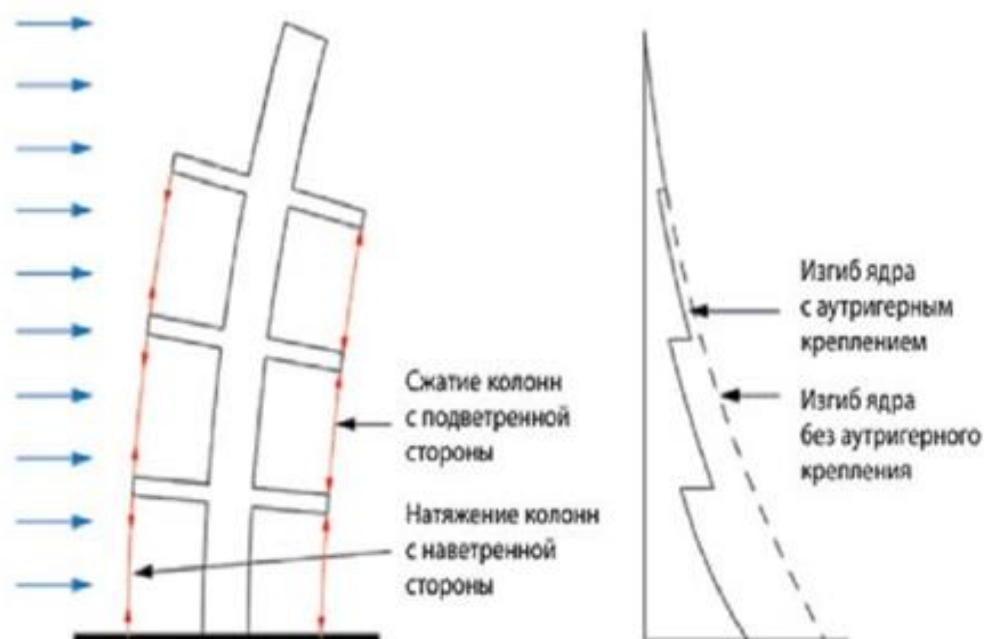 Сжатие колонн
с подветренной
стороны
Натяжение колонн
с наветренной
стороны
Изгиб ядра
с аутригерным
креплением
Изгиб ядра
без аутригерного
крепления